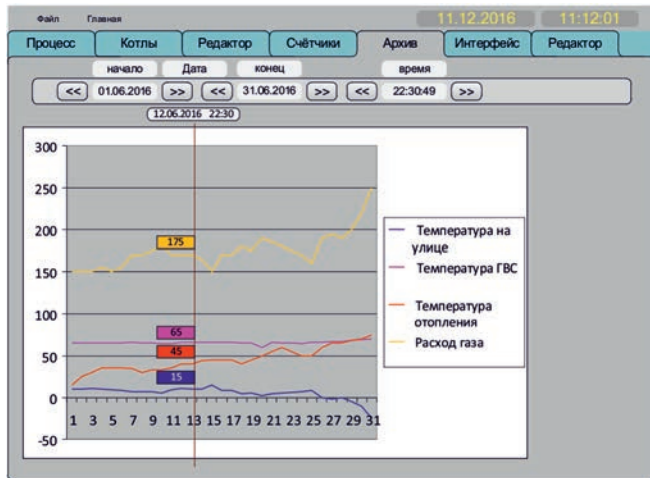 Файл Главная 11.12.2016 11:12:01
Процесс Котлы Редактор Счётчики Архив Интерфейс Редактор
начало Дата конец время
<< 01.06.2016 >> << 31.06.2016 >> << 22:30:49 >>
12.06.2016 22:30
300
250
200
150
100
50
0
-50
175
65
45
15
1 3 5 7 9 11 13 15 17 19 21 23 25 27 29 31
Температура на
улице
Температура ГВС
Температура
отопления
Расход газа